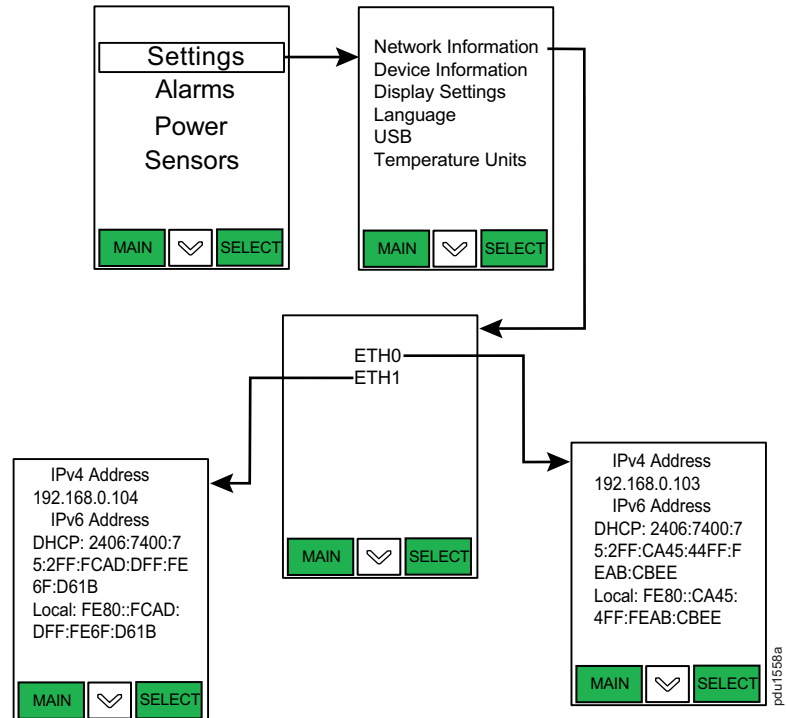 Settings
Alarms
Power
Sensors
MAIN
SELECT
Network Information
Device Information
Display Settings
Language
USB
Temperature Units
MAIN
SELECT
ETH0
ETH1
MAIN
SELECT
IPv4 Address
192.168.0.104
IPv6 Address
DHCP: 2406:7400:7
5:2FF:FCAD:DFF:FE
6F:D61B
Local: FE80::FCAD:
DFF:FE6F:D61B
MAIN
SELECT
IPv4 Address
192.168.0.103
IPv6 Address
DHCP: 2406:7400:7
5:2FF:CA45:44FF:F
EAB:CBEE
Local: FE80::CA45:
4FF:FEAB:CBEE
MAIN
SELECT
pdu1558a